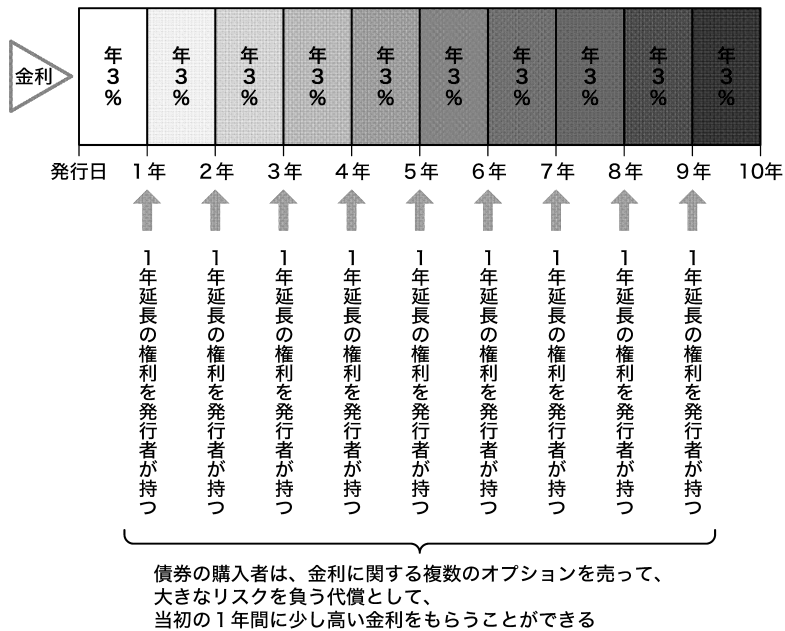 金利
年3%
年3%
年3%
年3%
年3%
年3%
年3%
年3%
年3%
年3%
発行日
1年
2年
3年
4年
5年
6年
7年
8年
9年
10年
1年延長の権利を発行者が持つ
1年延長の権利を発行者が持つ
1年延長の権利を発行者が持つ
1年延長の権利を発行者が持つ
1年延長の権利を発行者が持つ
1年延長の権利を発行者が持つ
1年延長の権利を発行者が持つ
1年延長の権利を発行者が持つ
1年延長の権利を発行者が持つ
債券の購入者は、金利に関する複数のオプションを売って、
大きなリスクを負う代償として、
当初の1年間に少し高い金利をもらうことができる